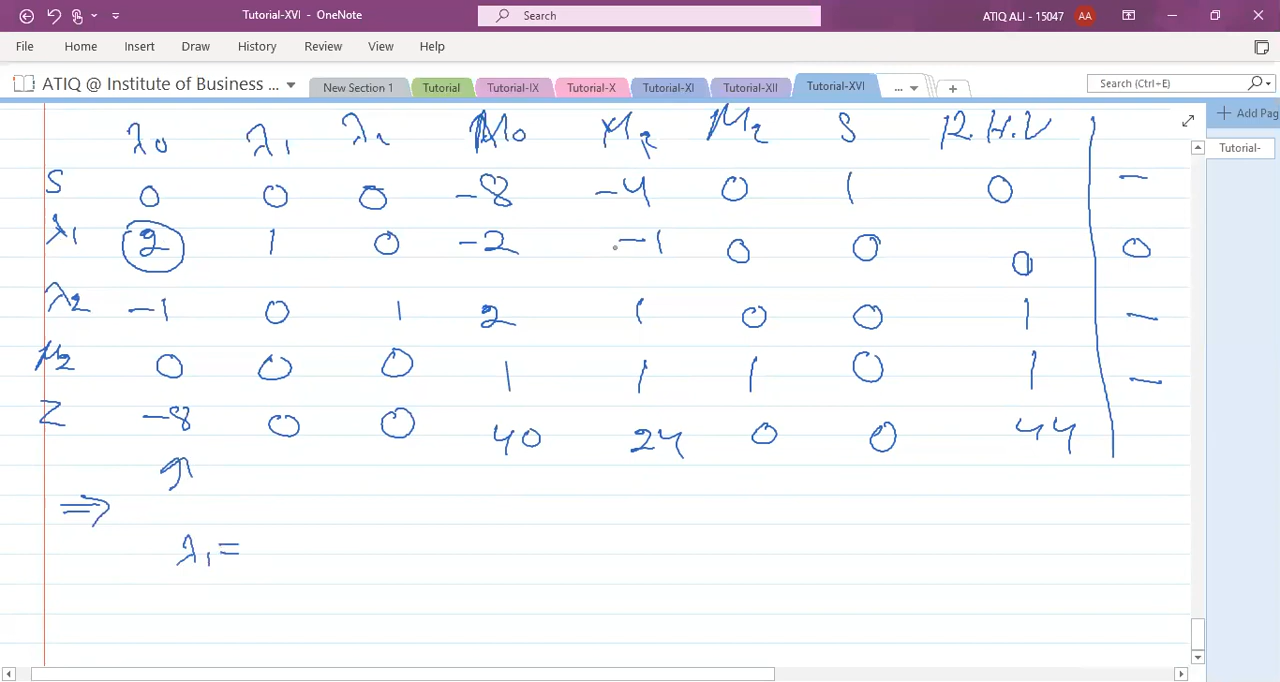 Tutorial-XVI - OneNote
Search
ATIQ ALI - 15047 AA
File Home Insert Draw History Review View Help
ATIQ @ Institute of Business ... New Section 1 Tutorial Tutorial-IX Tutorial-X Tutorial-XI Tutorial-XII Tutorial-XVI ... + Search (Ctrl+E)
+ Add Pag
Tutorial-
λ0 λ1 λ2 M0 M2 S R.H.V
S 0 0 0 -8 -4 0 1 0 -
λ1 2 1 0 -2 -1 0 0 0 0
λ2 -1 0 1 2 1 0 0 1 -
M2 0 0 0 1 1 1 0 1 -
Z -8 0 0 40 24 0 0 44
↑
⇒
λ1 =